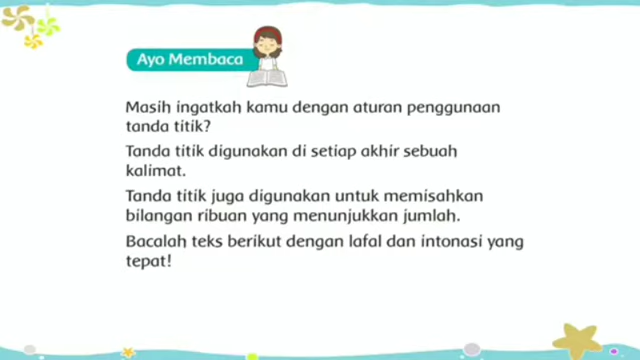 Ayo Membaca
Masih ingatkah kamu dengan aturan penggunaan
tanda titik?
Tanda titik digunakan di setiap akhir sebuah
kalimat.
Tanda titik juga digunakan untuk memisahkan
bilangan ribuan yang menunjukkan jumlah.
Bacalah teks berikut dengan lafal dan intonasi yang
tepat!